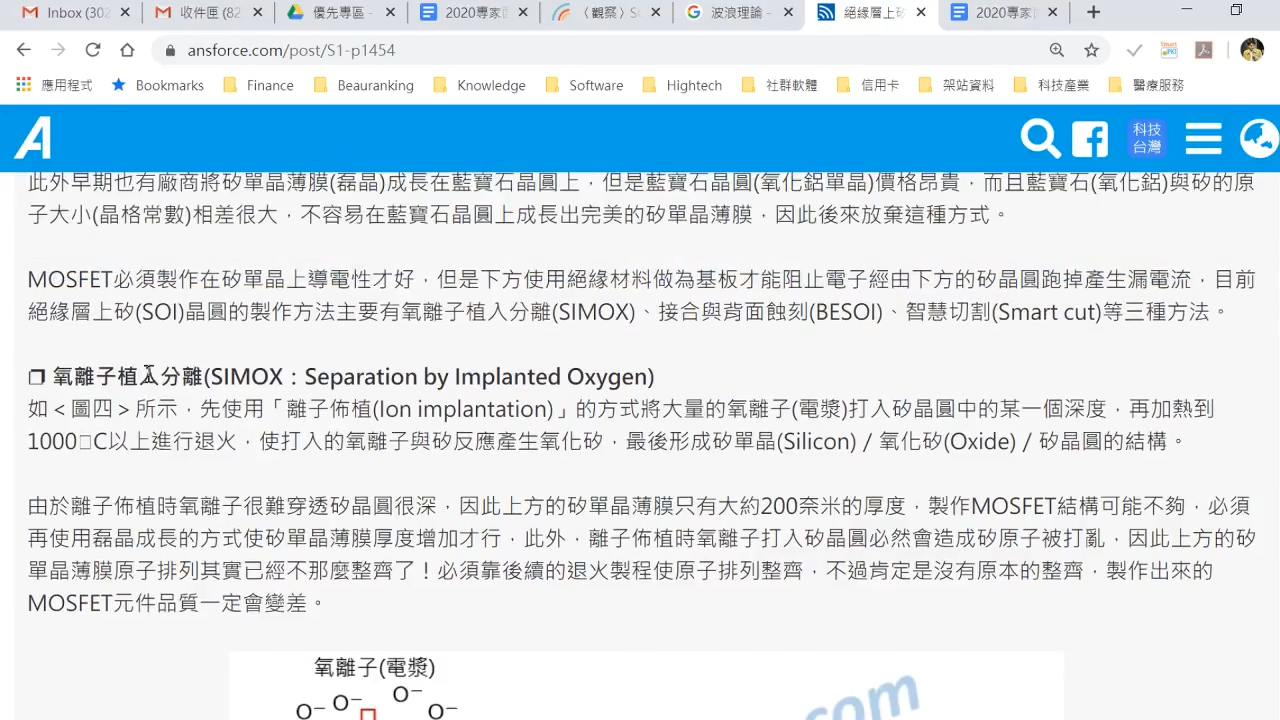 Inbox (302
收件匣 (82
優先專區 -
2020專家
〈觀察〉S
波浪理論 -
絕緣層上矽
2020專家
ansforce.com/post/S1-p1454
應用程式 Bookmarks Finance Beauranking Knowledge Software Hightech 社群軟體 信用卡 架站資料 科技產業 醫療服務
A
科技
台灣
此外早期也有廠商將矽單晶薄膜(磊晶)成長在藍寶石晶圓上，但是藍寶石晶圓(氧化鋁單晶)價格昂貴，而且藍寶石(氧化鋁)與矽的原
子大小(晶格常數)相差很大，不容易在藍寶石晶圓上成長出完美的矽單晶薄膜，因此後來放棄這種方式。
MOSFET必須製作在矽單晶上導電性才好，但是下方使用絕緣材料做為基板才能阻止電子經由下方的矽晶圓跑掉產生漏電流，目前
絕緣層上矽(SOI)晶圓的製作方法主要有氧離子植入分離(SIMOX)、接合與背面蝕刻(BESOI)、智慧切割(Smart cut)等三種方法。
❒ 氧離子植入分離(SIMOX：Separation by Implanted Oxygen)
如＜圖四＞所示，先使用「離子佈植(Ion implantation)」的方式將大量的氧離子(電漿)打入矽晶圓中的某一個深度，再加熱到
1000□C以上進行退火，使打入的氧離子與矽反應產生氧化矽，最後形成矽單晶(Silicon)／氧化矽(Oxide)／矽晶圓的結構。
由於離子佈植時氧離子很難穿透矽晶圓很深，因此上方的矽單晶薄膜只有大約200奈米的厚度，製作MOSFET結構可能不夠，必須
再使用磊晶成長的方式使矽單晶薄膜厚度增加才行，此外，離子佈植時氧離子打入矽晶圓必然會造成矽原子被打亂，因此上方的矽
單晶薄膜原子排列其實已經不那麼整齊了！必須靠後續的退火製程使原子排列整齊，不過肯定是沒有原本的整齊，製作出來的
MOSFET元件品質一定會變差。
氧離子(電漿)
O⁻ O⁻ O⁻ O⁻
.com